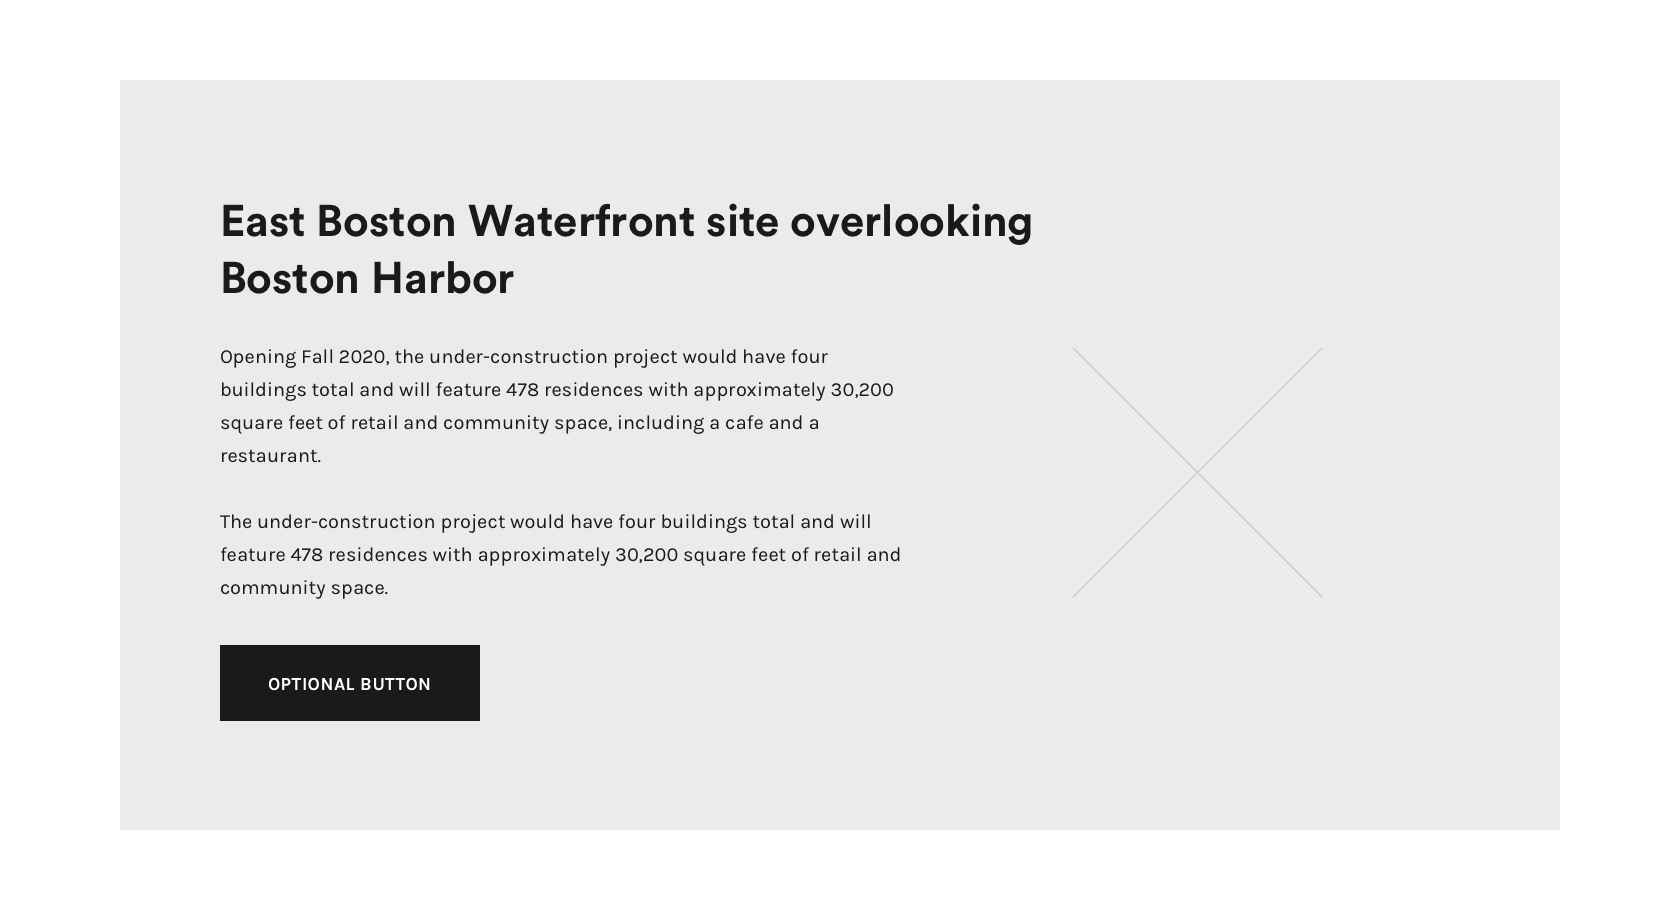 East Boston Waterfront site overlooking
Boston Harbor
Opening Fall 2020, the under-construction project would have four
buildings total and will feature 478 residences with approximately 30,200
square feet of retail and community space, including a cafe and a
restaurant.
The under-construction project would have four buildings total and will
feature 478 residences with approximately 30,200 square feet of retail and
community space.
OPTIONAL BUTTON